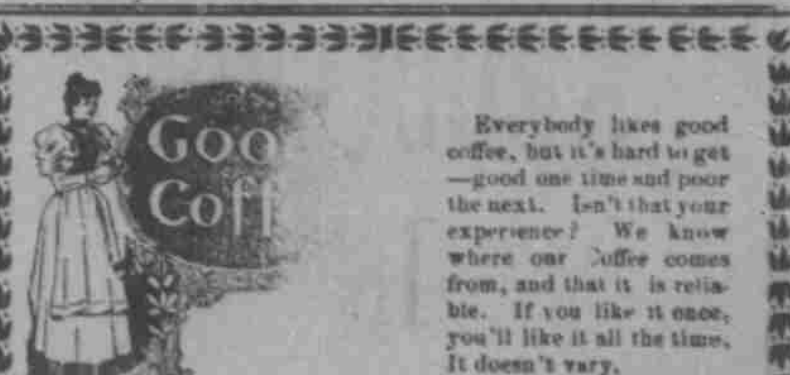 Goo
Coff
Everybody likes good
coffee, but it's hard to get
—good one time and poor
the next. Isn't that your
experience? We know
where our Coffee comes
from, and that it is relia-
ble. If you like it once,
you'll like it all the time.
It doesn't vary.